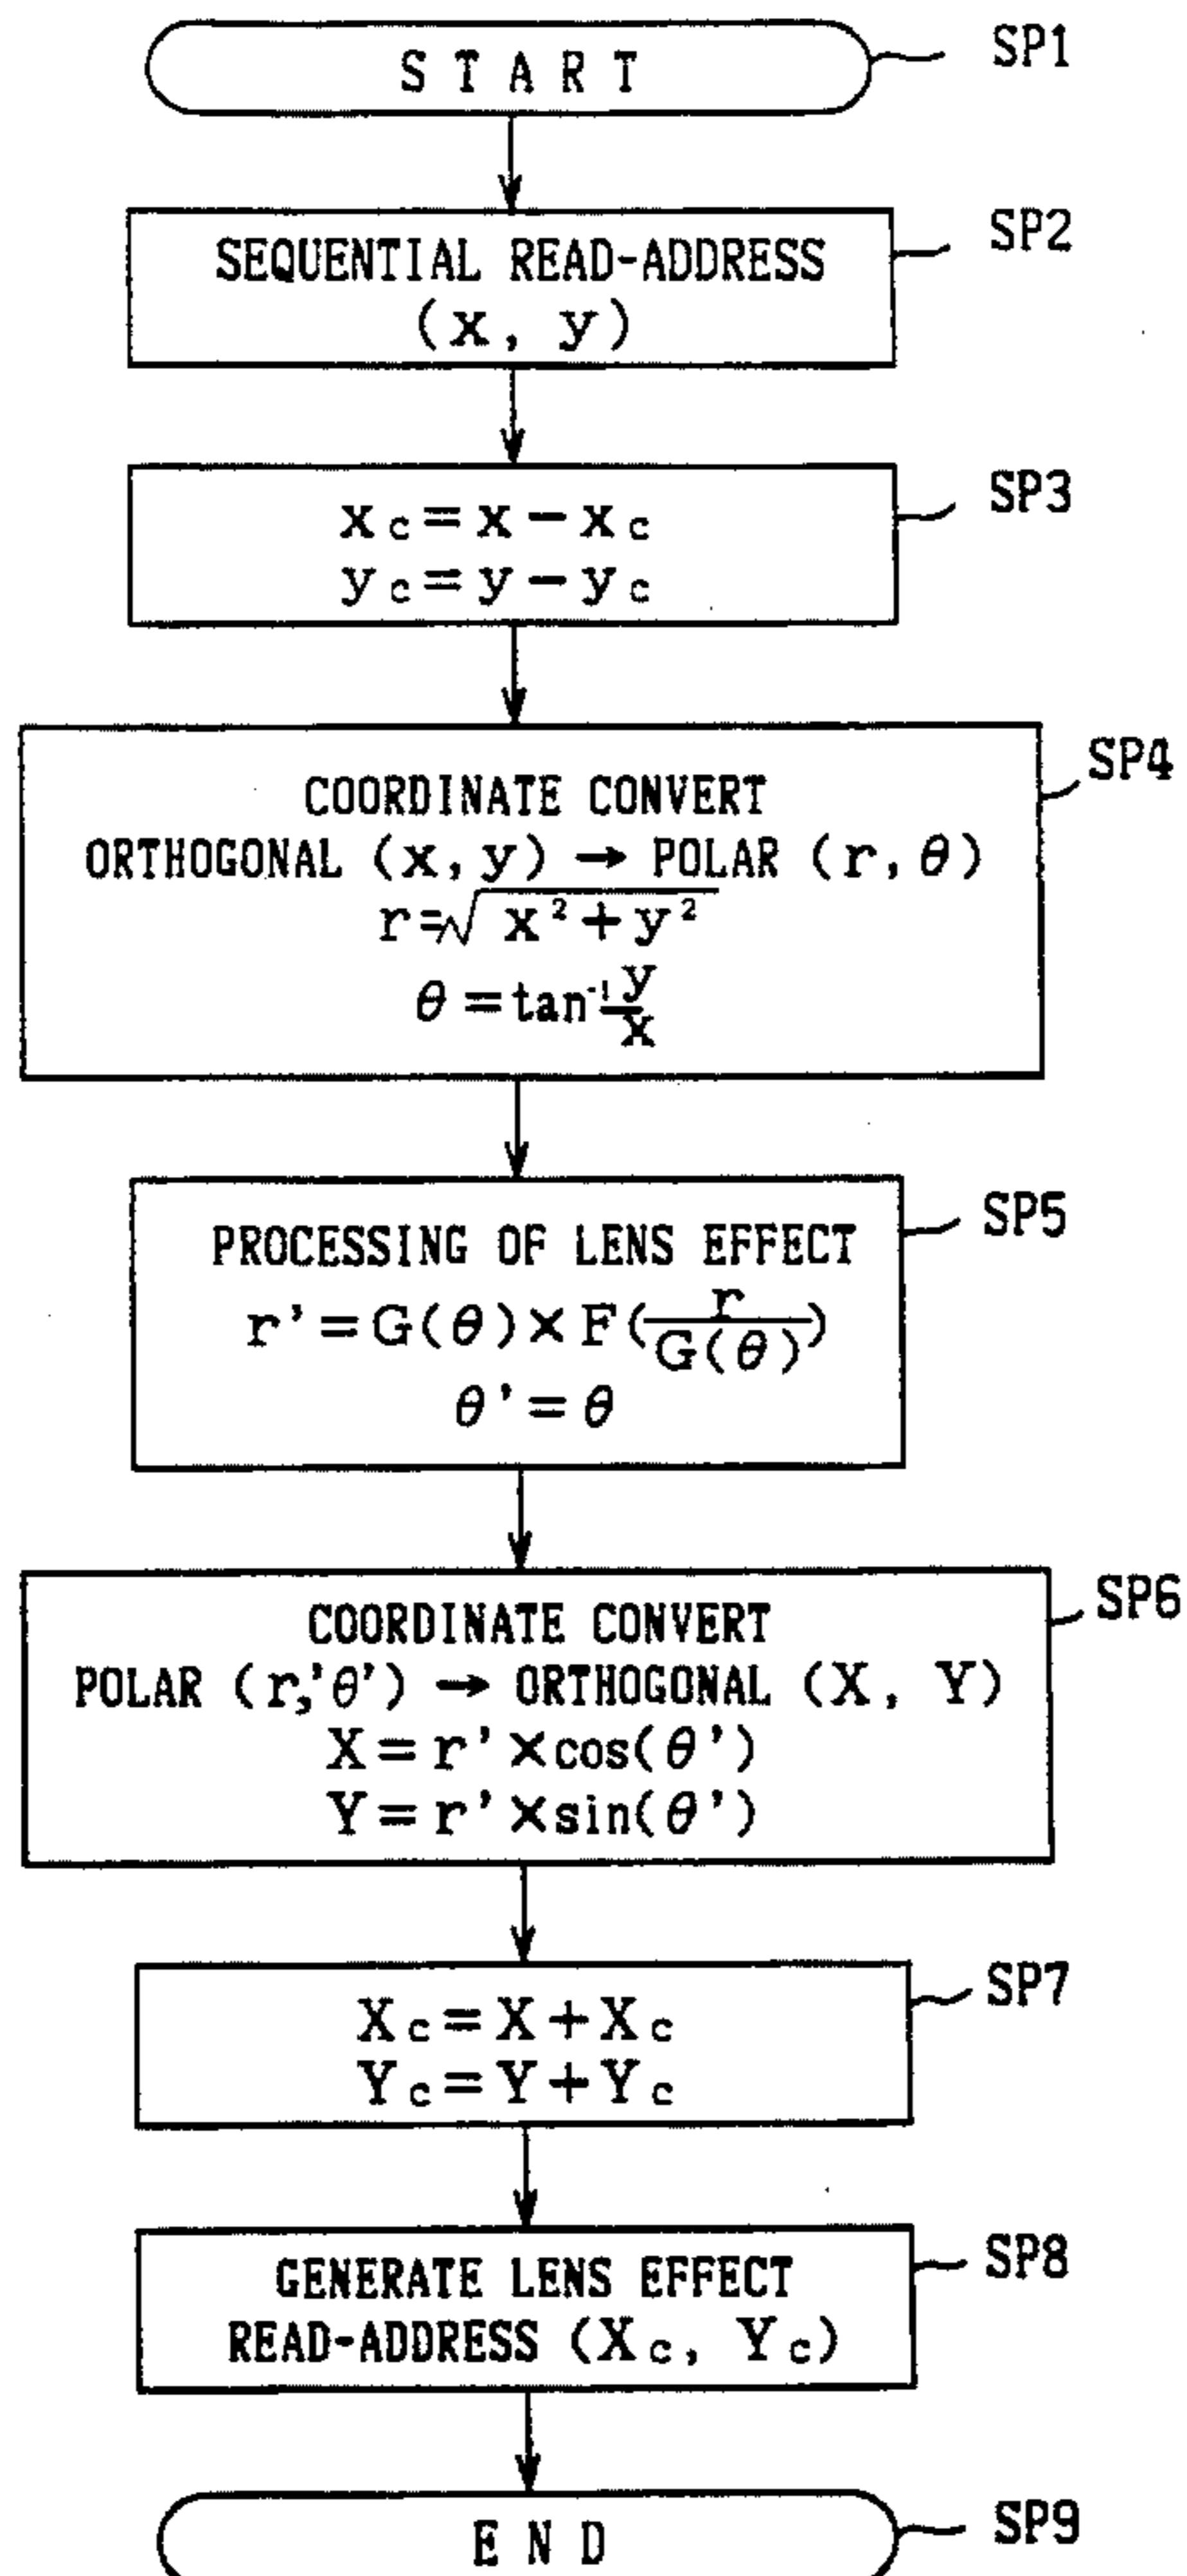 START SP1
SEQUENTIAL READ-ADDRESS SP2
(x, y)
xc=x-xc SP3
yc=y-yc
COORDINATE CONVERT SP4
ORTHOGONAL (x,y) → POLAR (r,θ)
r=√x²+y²
θ=tan⁻¹y/x
PROCESSING OF LENS EFFECT SP5
r'=G(θ)×F(r/G(θ))
θ'=θ
COORDINATE CONVERT SP6
POLAR (r,'θ') → ORTHOGONAL (X, Y)
X=r'×cos(θ')
Y=r'×sin(θ')
Xc=X+Xc SP7
Yc=Y+Yc
GENERATE LENS EFFECT SP8
READ-ADDRESS (Xc, Yc)
END SP9